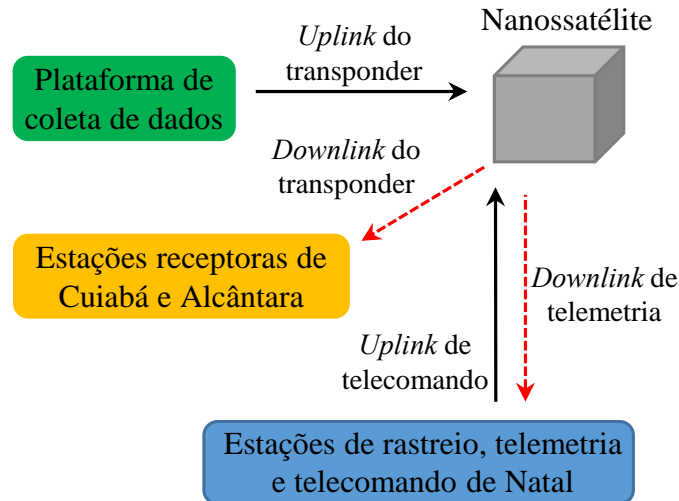 Nanossatélite
Uplink do
transponder
Plataforma de
coleta de dados
Downlink do
transponder
Estações receptoras de
Cuiabá e Alcântara
Downlink de
telemetria
Uplink de
telecomando
Estações de rastreio, telemetria
e telecomando de Natal